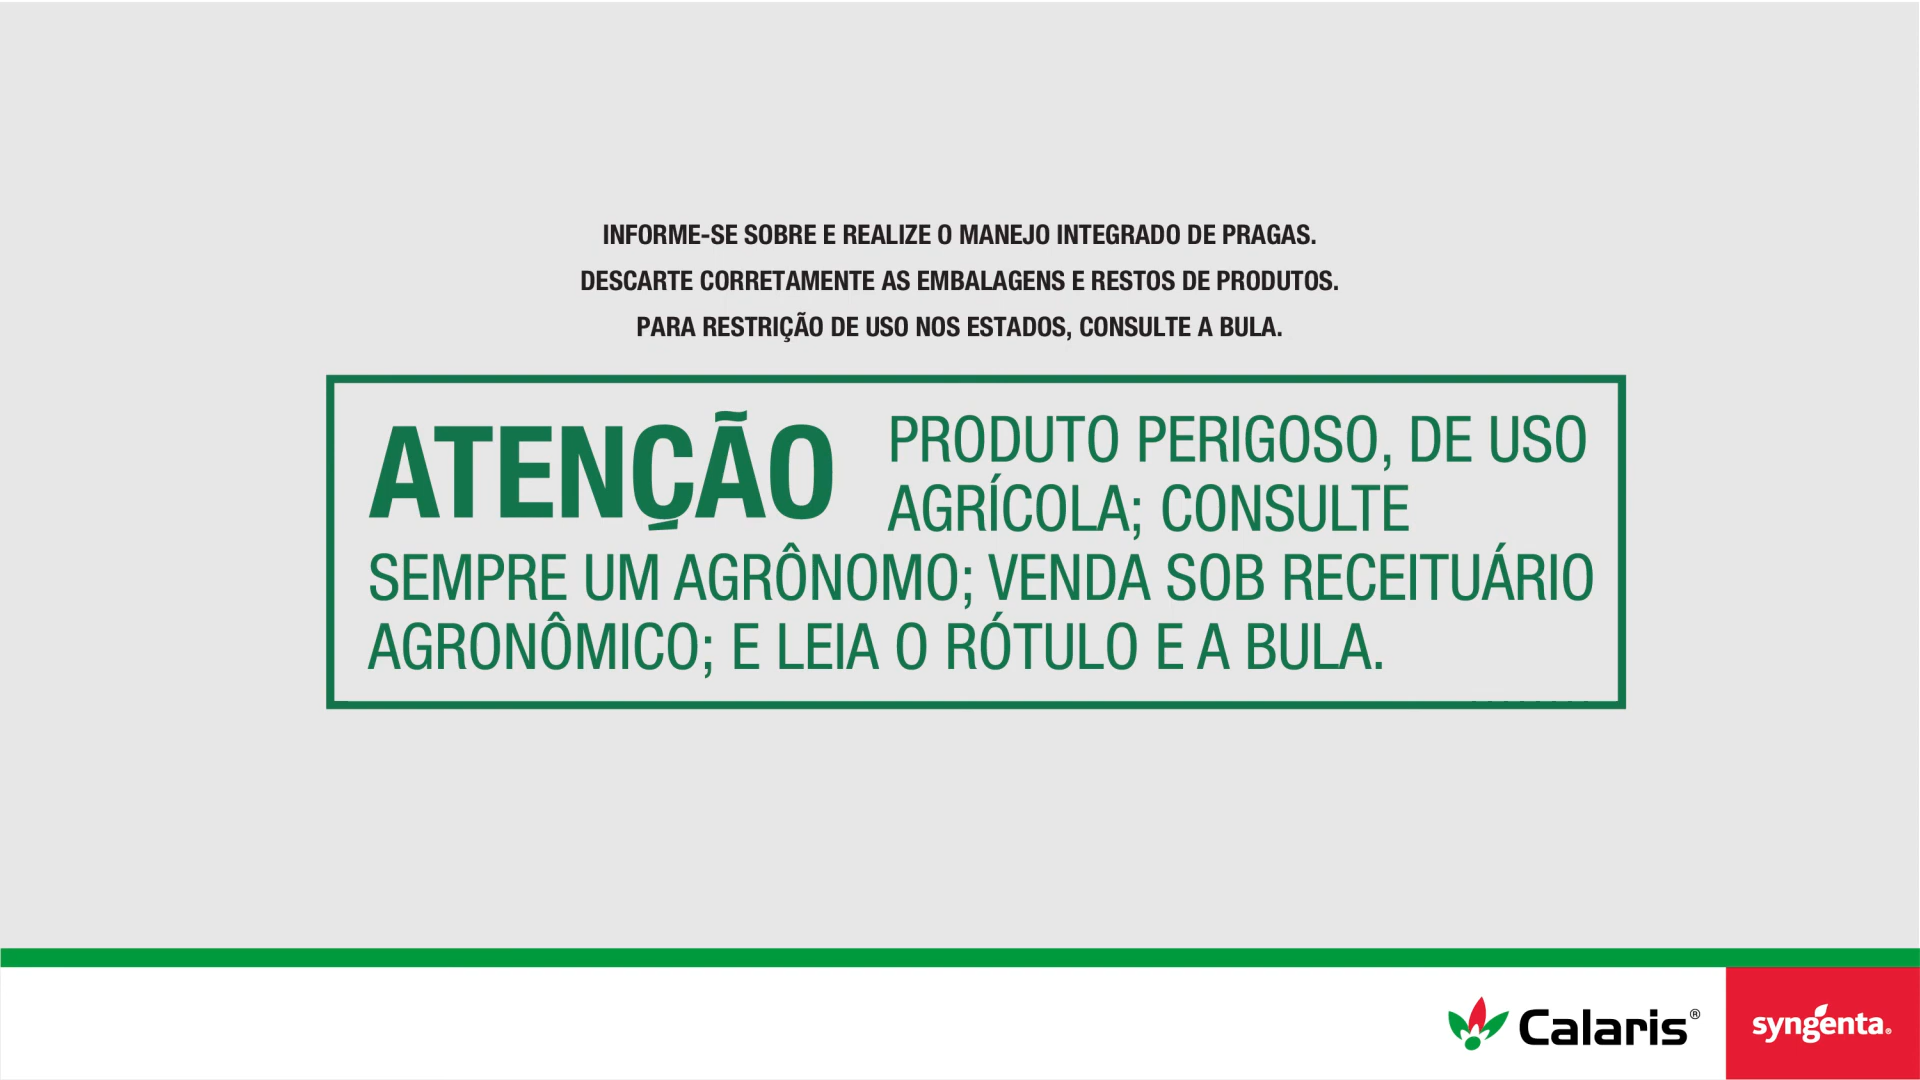 INFORME-SE SOBRE E REALIZE O MANEJO INTEGRADO DE PRAGAS.
DESCARTE CORRETAMENTE AS EMBALAGENS E RESTOS DE PRODUTOS.
PARA RESTRIÇÃO DE USO NOS ESTADOS, CONSULTE A BULA.
ATENÇÃO PRODUTO PERIGOSO, DE USO
AGRÍCOLA; CONSULTE
SEMPRE UM AGRÔNOMO; VENDA SOB RECEITUÁRIO
AGRONÔMICO; E LEIA O RÓTULO E A BULA.
Calaris®
syngenta®